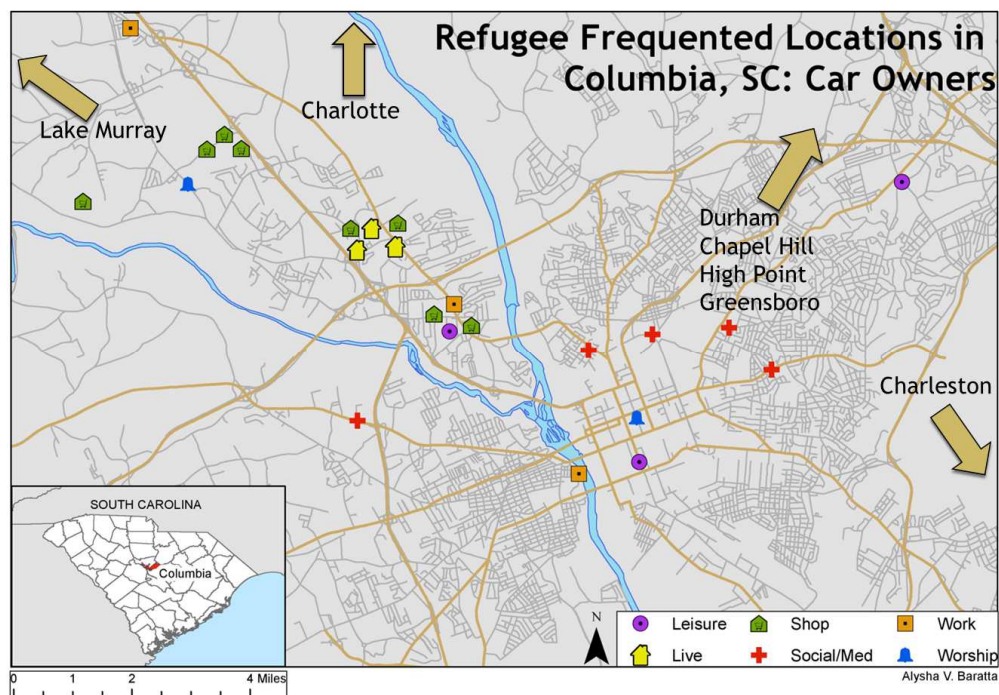 Refugee Frequented Locations in
Columbia, SC: Car Owners
Lake Murray
Charlotte
Durham
Chapel Hill
High Point
Greensboro
Charleston
SOUTH CAROLINA
Columbia
N
Leisure
Shop
Work
Live
Social/Med
Worship
0 1 2 4 Miles
Alysha V. Baratta